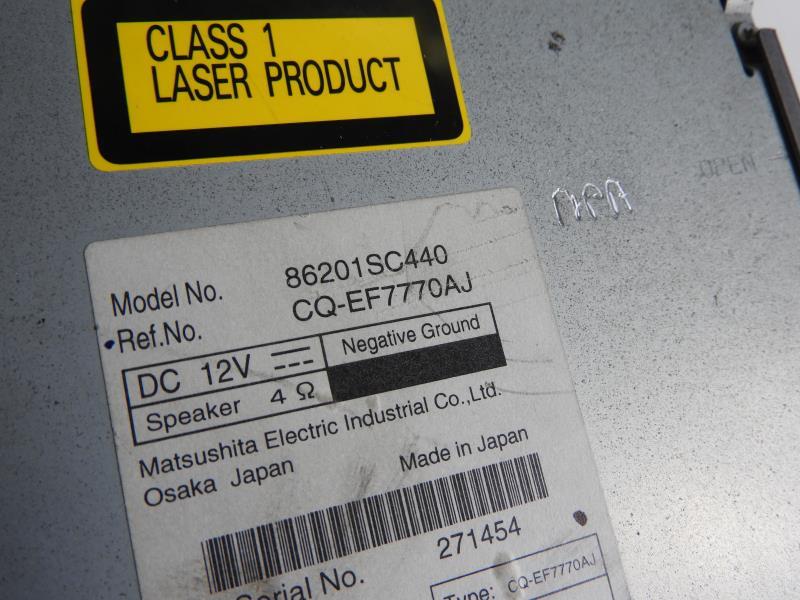 CLASS 1
LASER PRODUCT
OPEN
Model No. 86201SC440
Ref.No. CQ-EF7770AJ
DC 12V Negative Ground
Speaker 4 Ω
Matsushita Electric Industrial Co.,Ltd.
Osaka Japan Made in Japan
271454
Serial No.
Type: CQ-EF7770AJ